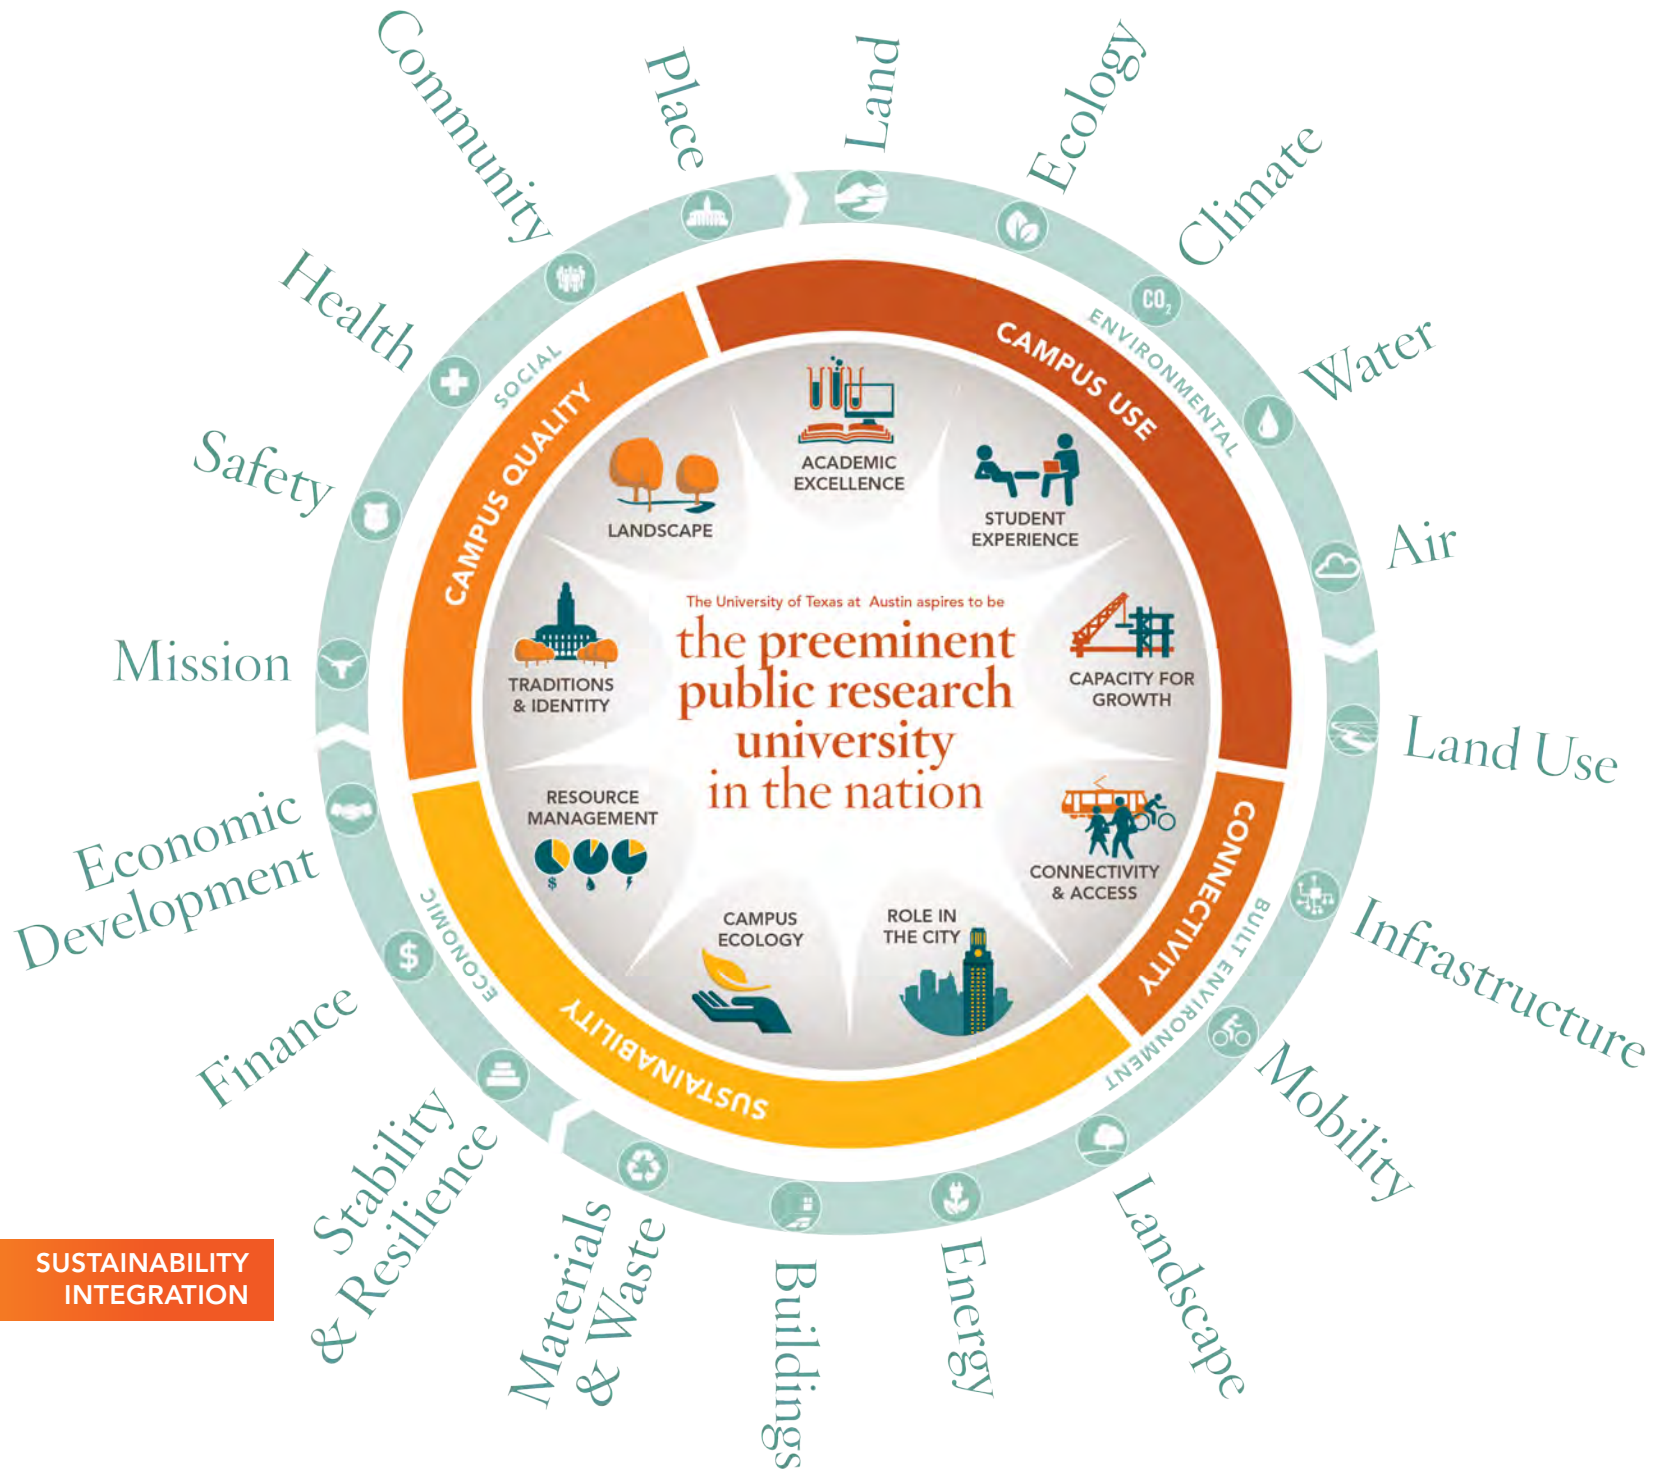 Land
Ecology
Climate
Water
Air
Land Use
Infrastructure
Mobility
Landscape
Energy
Buildings
Materials
& Waste
Stability
& Resilience
Finance
Economic
Development
Mission
Safety
Health
Community
Place
CO₂
$
ENVIRONMENTAL
BUILT ENVIRONMENT
ECONOMIC
SOCIAL
CAMPUS USE
CONNECTIVITY
SUSTAINABILITY
CAMPUS QUALITY
ACADEMIC
EXCELLENCE
STUDENT
EXPERIENCE
CAPACITY FOR
GROWTH
CONNECTIVITY
& ACCESS
ROLE IN
THE CITY
CAMPUS
ECOLOGY
RESOURCE
MANAGEMENT
$
TRADITIONS
& IDENTITY
LANDSCAPE
The University of Texas at Austin aspires to be
the preeminent
public research
university
in the nation
SUSTAINABILITY
INTEGRATION